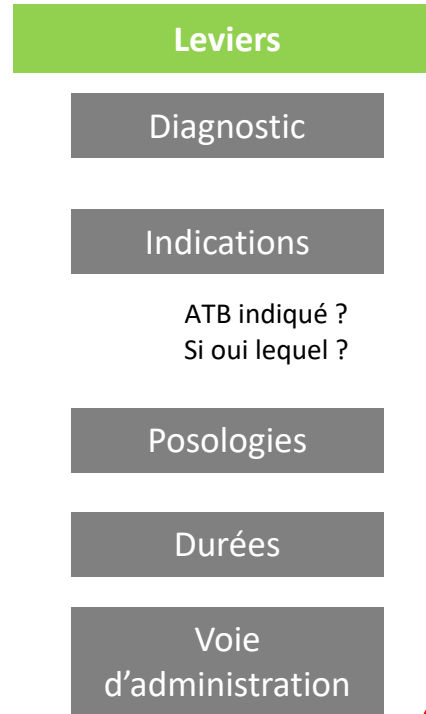 Leviers
Diagnostic
Indications
ATB indiqué ?
Si oui lequel ?
Posologies
Durées
Voie
d'administration